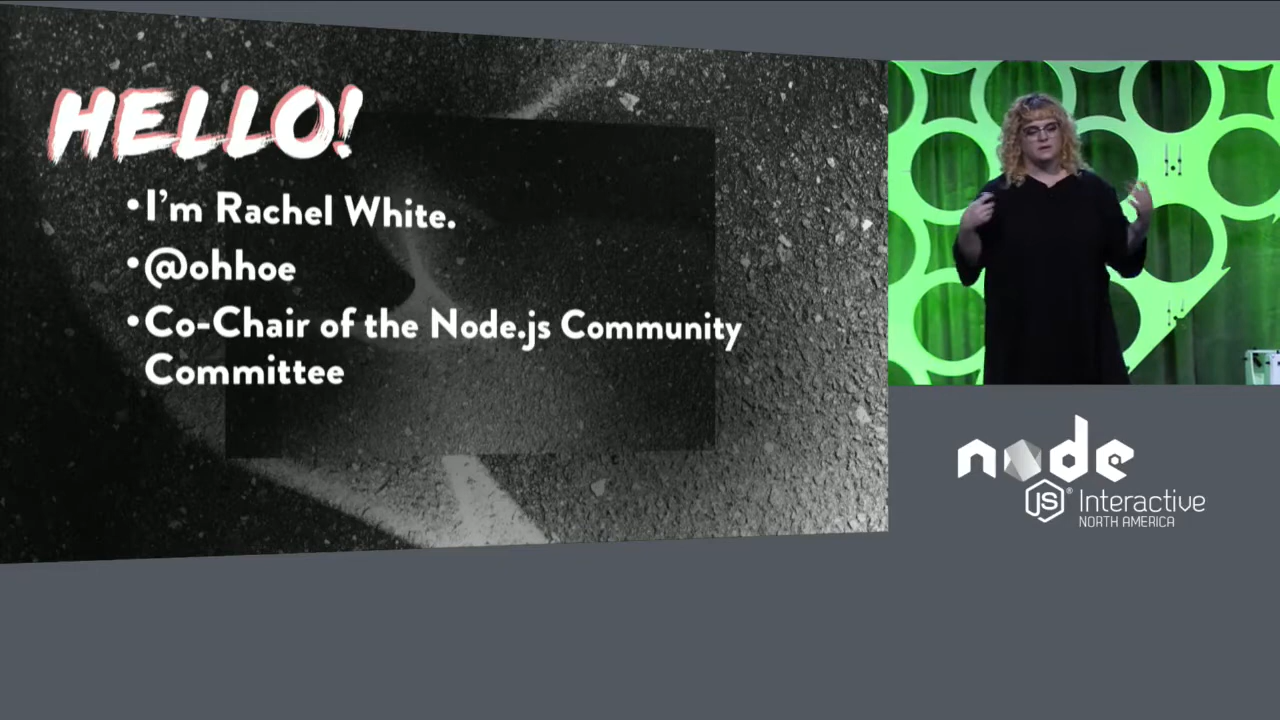 HELLO!
•I'm Rachel White.
•@ohhoe
•Co-Chair of the Node.js Community
Committee
node
JS® Interactive
NORTH AMERICA